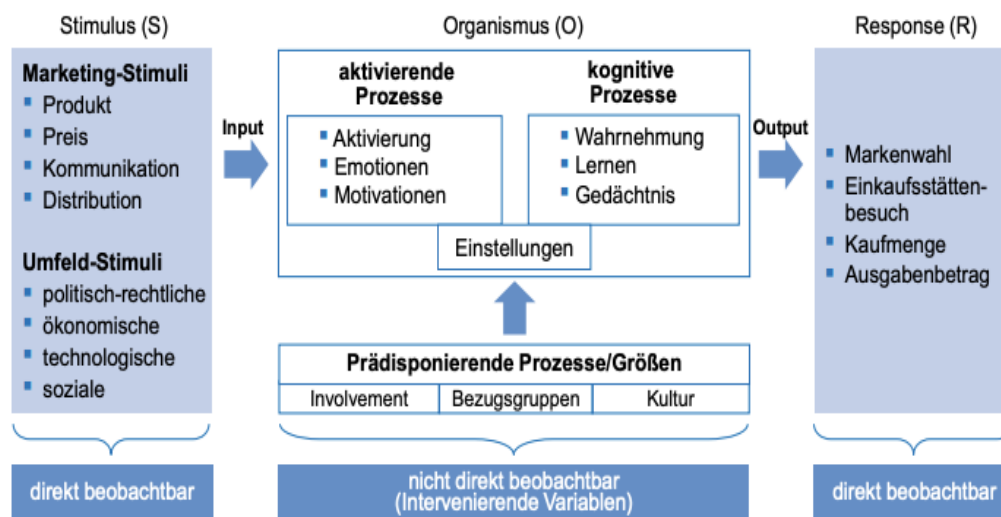 Stimulus (S)
Marketing-Stimuli
Produkt
Preis
Kommunikation
Distribution
Umfeld-Stimuli
politisch-rechtliche
ökonomische
technologische
soziale
direkt beobachtbar
Input
Organismus (O)
aktivierende
Prozesse
Aktivierung
Emotionen
Motivationen
kognitive
Prozesse
Wahrnehmung
Lernen
Gedächtnis
Einstellungen
Prädisponierende Prozesse/Größen
Involvement
Bezugsgruppen
Kultur
nicht direkt beobachtbar
(Intervenierende Variablen)
Output
Response (R)
Markenwahl
Einkaufsstätten-
besuch
Kaufmenge
Ausgabenbetrag
direkt beobachtbar